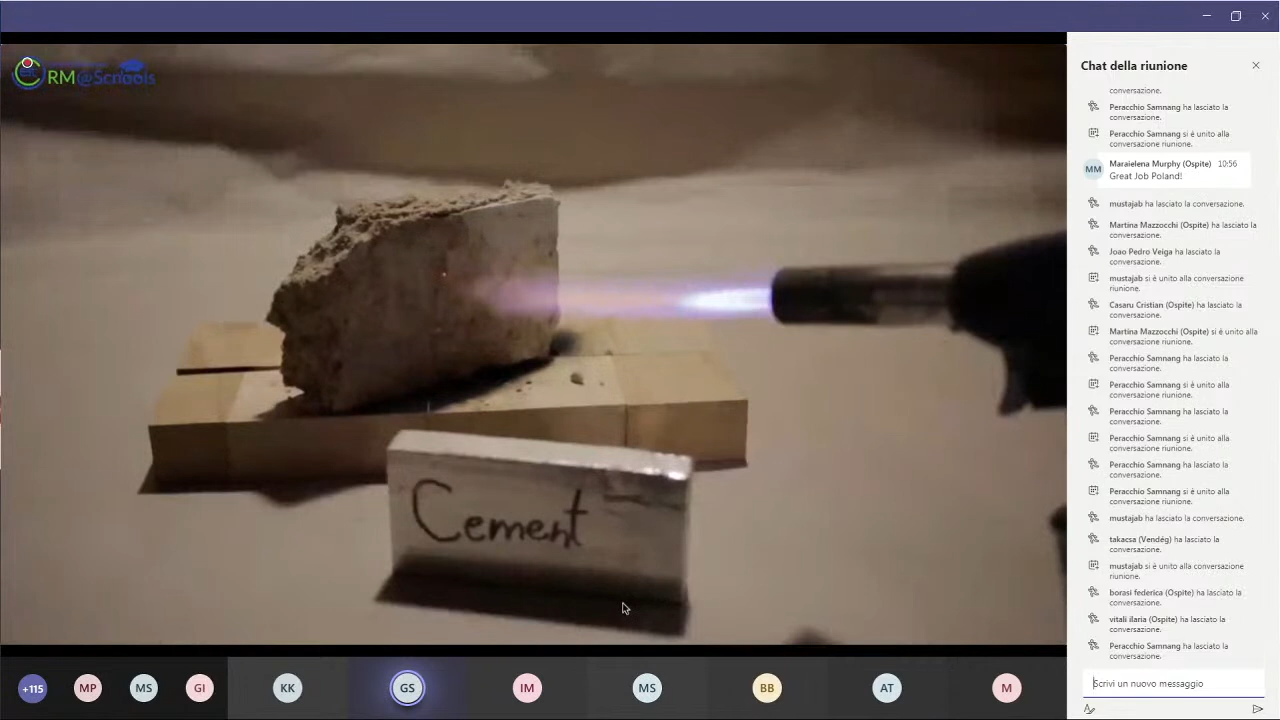 RM@Schools
Cement
Chat della riunione
conversazione.
Peracchio Samnang ha lasciato la
conversazione.
Peracchio Samnang si è unito alla
conversazione riunione.
MM
Maraielena Murphy (Ospite) 10:56
Great Job Poland!
mustajab ha lasciato la conversazione.
Martina Mazzocchi (Ospite) ha lasciato la
conversazione.
Joao Pedro Veiga ha lasciato la
conversazione.
mustajab si è unito alla conversazione
riunione.
Casaru Cristian (Ospite) ha lasciato la
conversazione.
Martina Mazzocchi (Ospite) si è unito alla
conversazione riunione.
Peracchio Samnang ha lasciato la
conversazione.
Peracchio Samnang si è unito alla
conversazione riunione.
Peracchio Samnang ha lasciato la
conversazione.
Peracchio Samnang si è unito alla
conversazione riunione.
Peracchio Samnang ha lasciato la
conversazione.
Peracchio Samnang si è unito alla
conversazione riunione.
mustajab ha lasciato la conversazione.
takacsa (Vendég) ha lasciato la
conversazione.
mustajab si è unito alla conversazione
riunione.
borasi federica (Ospite) ha lasciato la
conversazione.
vitali ilaria (Ospite) ha lasciato la
conversazione.
Peracchio Samnang ha lasciato la
conversazione.
Scrivi un nuovo messaggio
+115 MP MS GI KK GS IM MS BB AT M